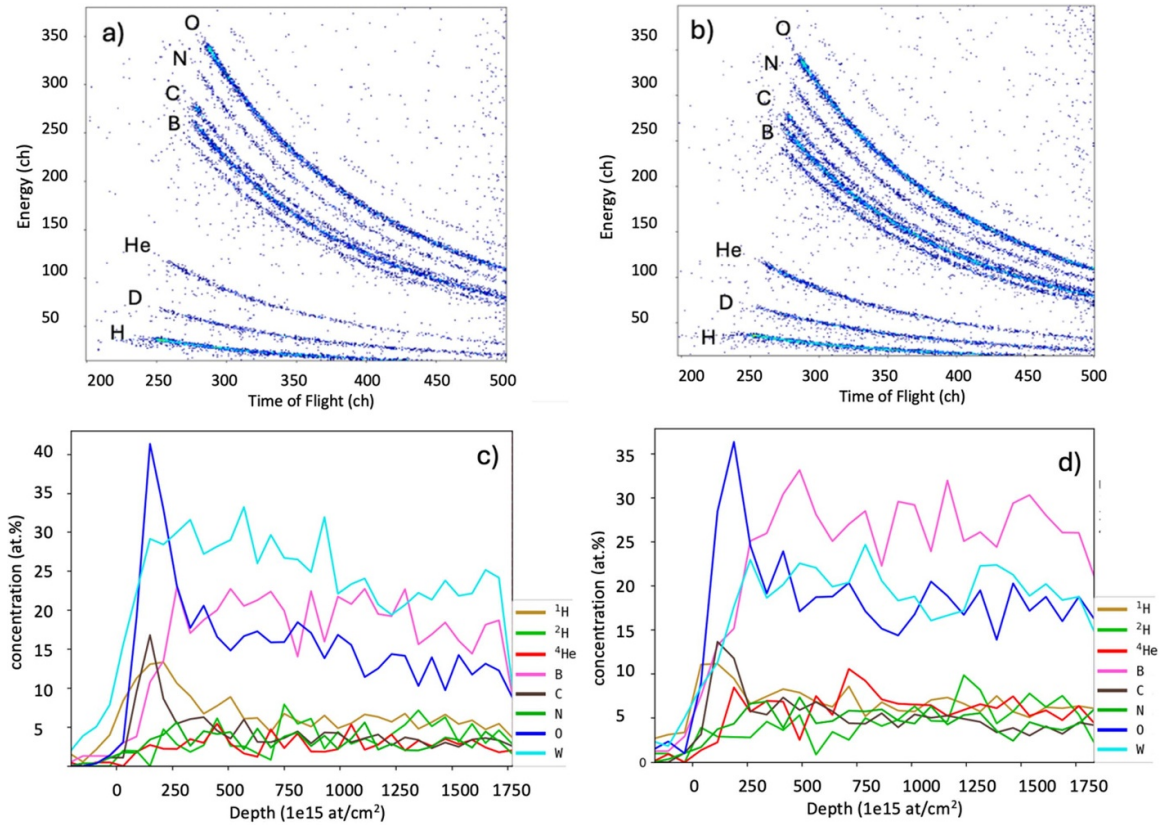 a)
O
N
C
B
He
D
H
350
300
250
200
150
100
50
Energy (ch)
200
250
300
350
400
450
500
Time of Flight (ch)
b)
O
N
C
B
He
D
H
350
300
250
200
150
100
50
Energy (ch)
200
300
350
400
450
500
Time of Flight (ch)
c)
40
35
30
25
20
15
10
5
concentration (at.%)
0
250
500
750
1000
1250
1500
1750
Depth (1e15 at/cm²)
¹H
²H
⁴He
B
C
N
O
W
d)
35
30
25
20
15
10
5
0
concentration (at.%)
0
250
500
750
1000
1250
1500
1750
Depth (1e15 at/cm²)
¹H
²H
⁴He
B
C
N
O
W